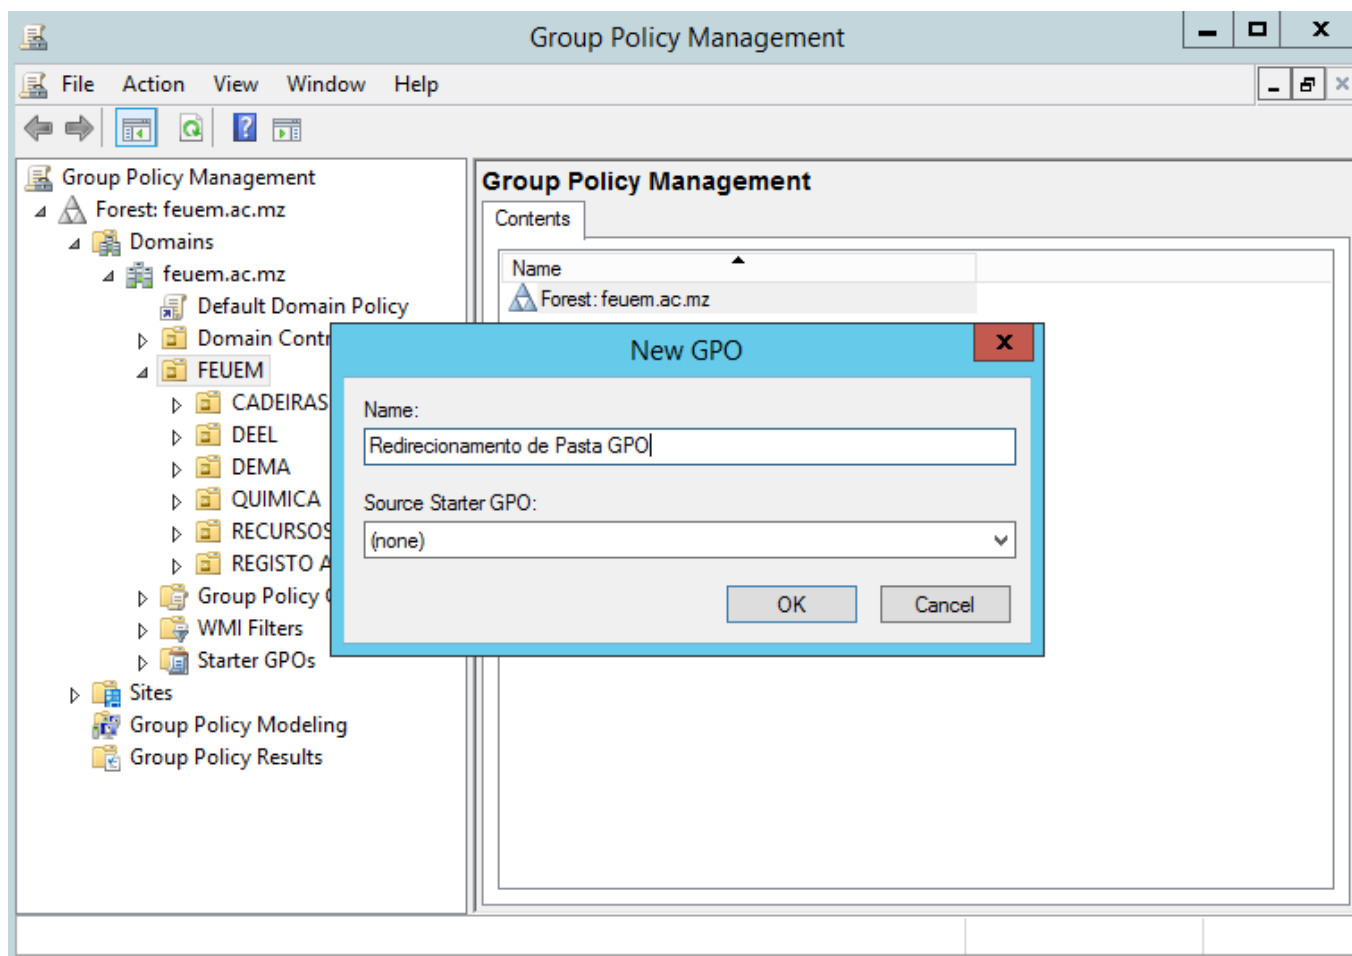 Group Policy Management
File Action View Window Help
Group Policy Management
Forest: feuem.ac.mz
Domains
feuem.ac.mz
Default Domain Policy
Domain Contr
FEUEM
CADEIRAS
DEEL
DEMA
QUIMICA
RECURSOS
REGISTO A
Group Policy
WMI Filters
Starter GPOs
Sites
Group Policy Modeling
Group Policy Results
Group Policy Management
Contents
Name
Forest: feuem.ac.mz
New GPO
Name:
Redirecionamento de Pasta GPO
Source Starter GPO:
(none)
OK Cancel